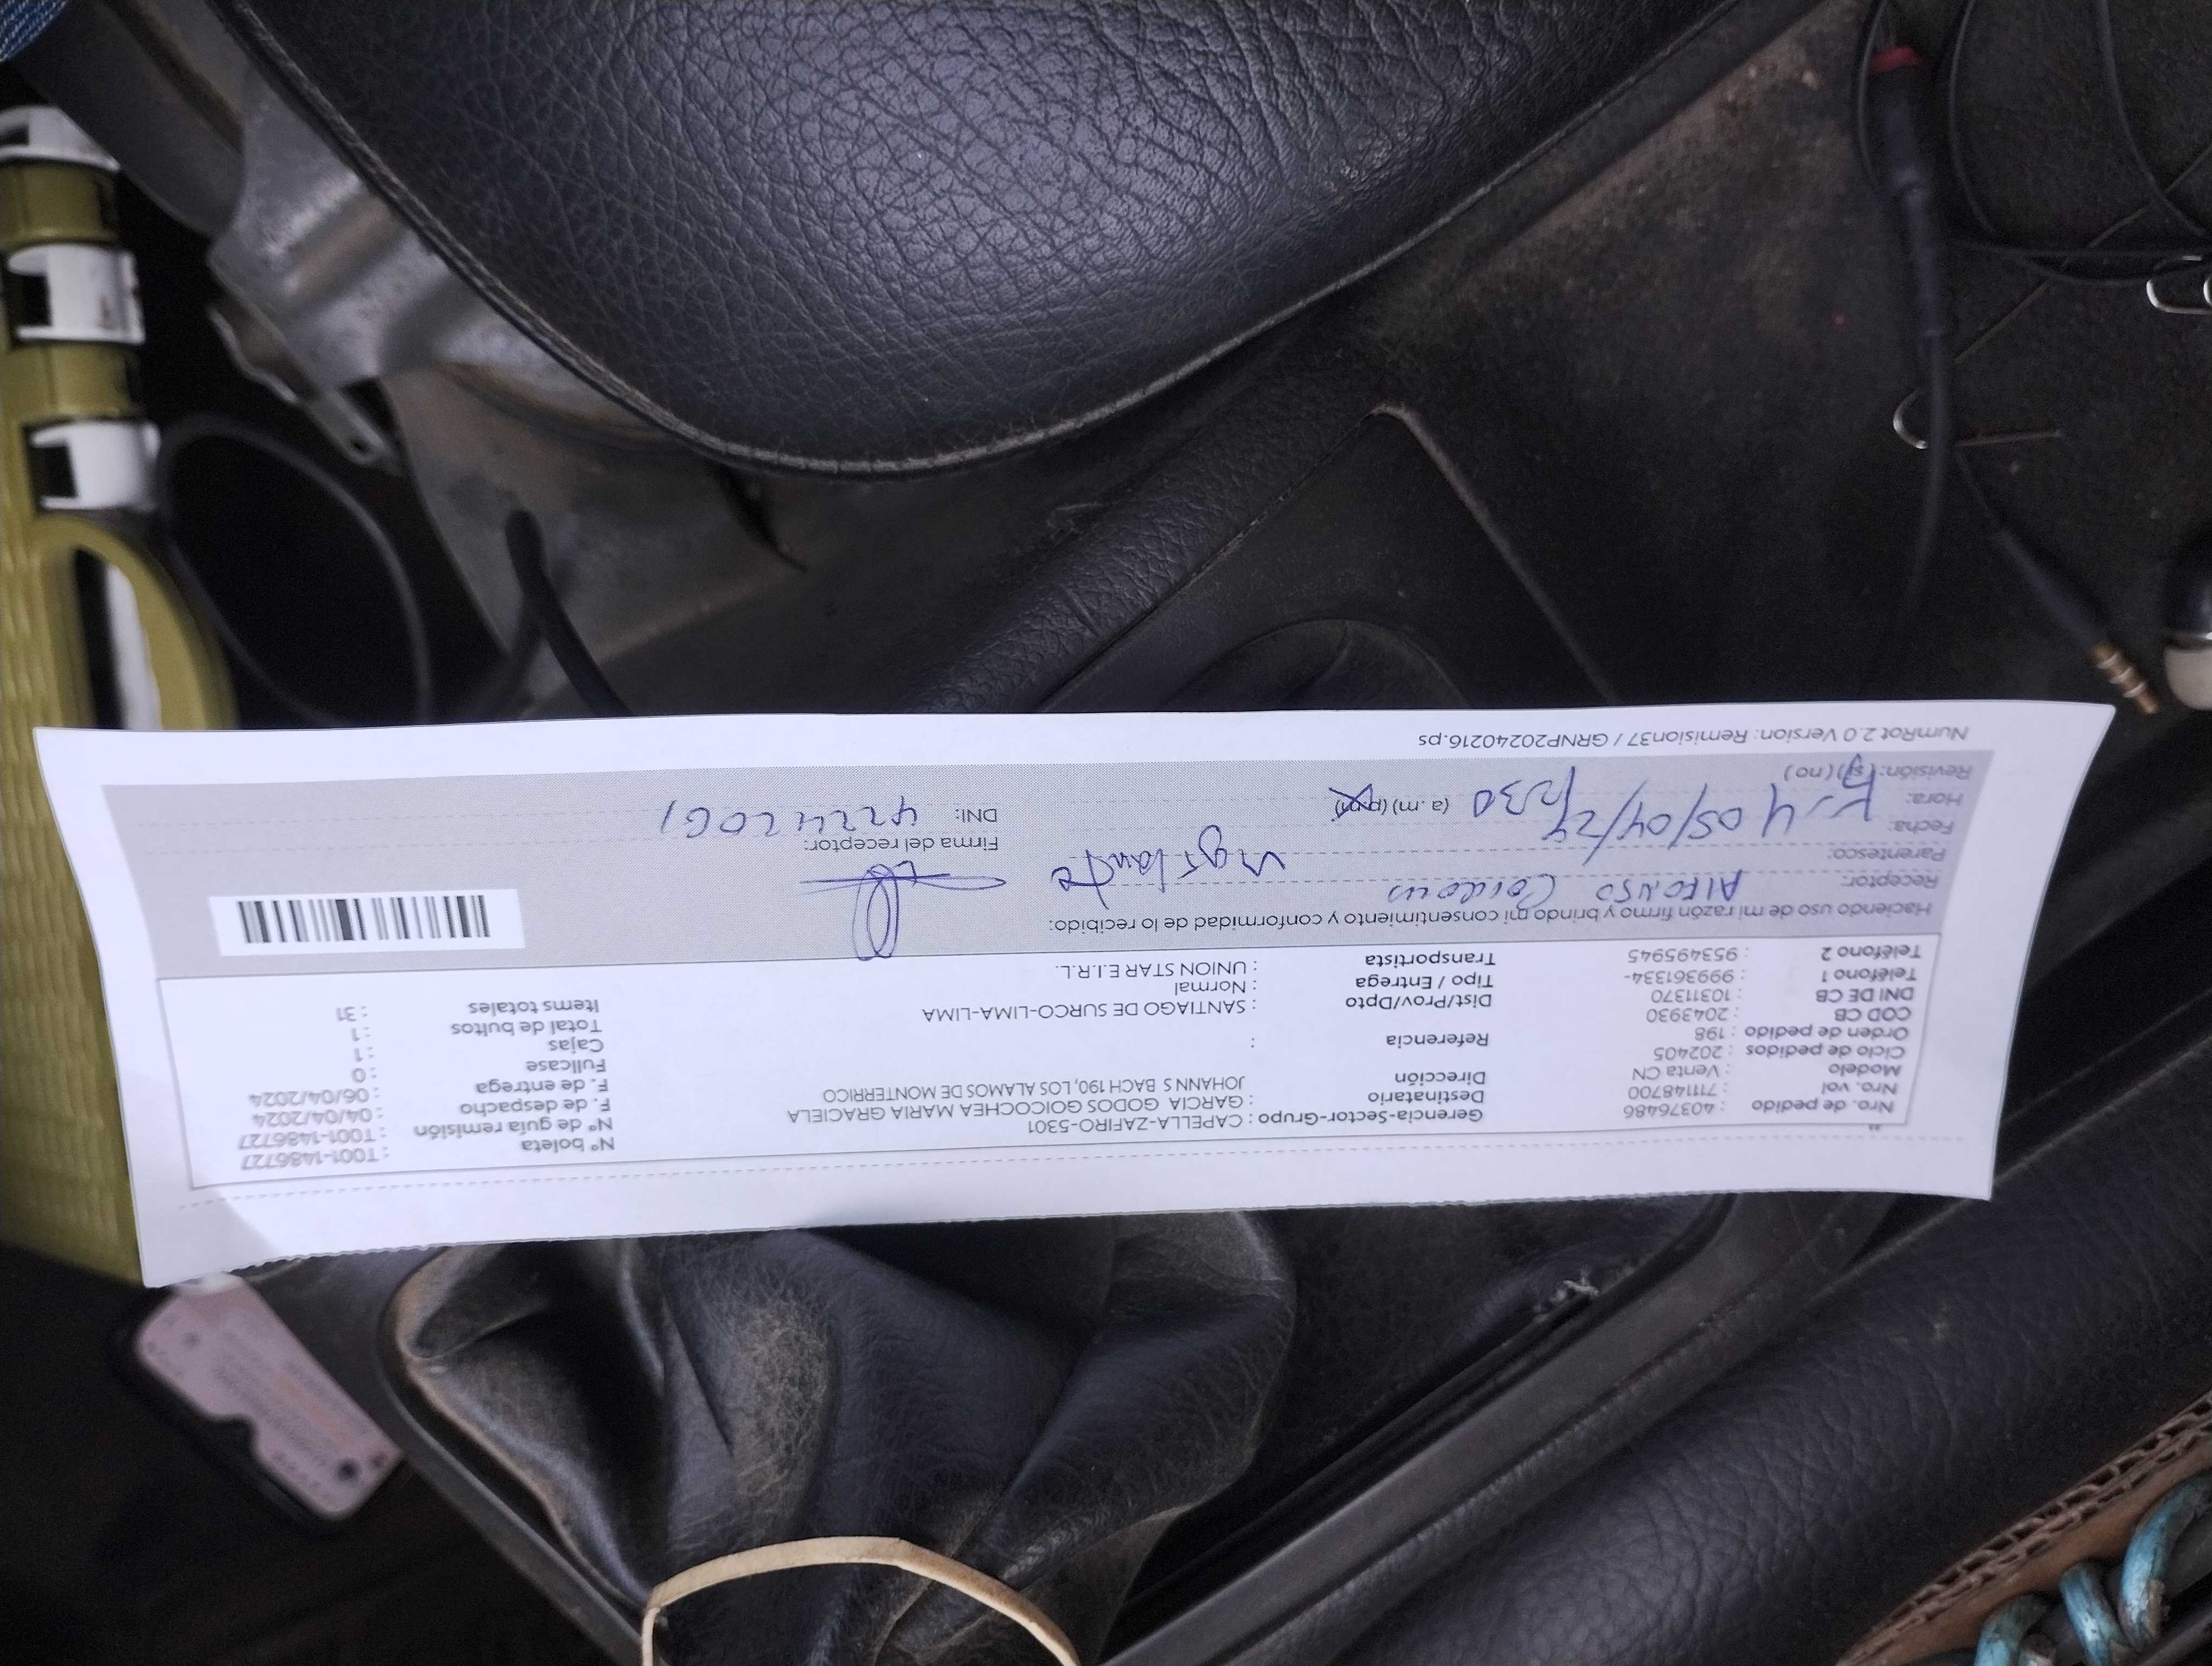 Nro. de pedido : 40376486 Gerencia-Sector-Grupo : CAPELLA-ZAFIRO-5301 N° boleta : T001-1486727
Nro. vol : 711148700 Destinatario : GARCIA GODOS GOICOCHEA MARIA GRACIELA N° de guía remisión : T001-1486727
Modelo : Venta CN Dirección JOHANN S BACH 190, LOS ALAMOS DE MONTERRICO F. de despacho : 04/04/2024
Ciclo de pedidos : 202405 F. de entrega : 06/04/2024
Orden de pedido : 198 Referencia : Fullcase : 0
COD CB : 2043930 Cajas : 1
DNI DE CB : 10311370 Dist/Prov/Dpto : SANTIAGO DE SURCO-LIMA-LIMA Total de bultos : 1
Teléfono 1 : 999361334- Tipo / Entrega : Normal Items totales : 31
Teléfono 2 : 953495945 Transportista : UNION STAR E.I.R.L.
Haciendo uso de mi razón firmo y brindo mi consentimiento y conformidad de lo recibido:
Receptor: Alfonso
Parentesco: Vigilante
Fecha: 05/04/24 Firma del receptor:
Hora: 1230 (a.m) (p.m) DNI: 42242061
Revisión: (si) (no)
NumRot 2.0 Version: Remision37 / GRNP20240216.ps